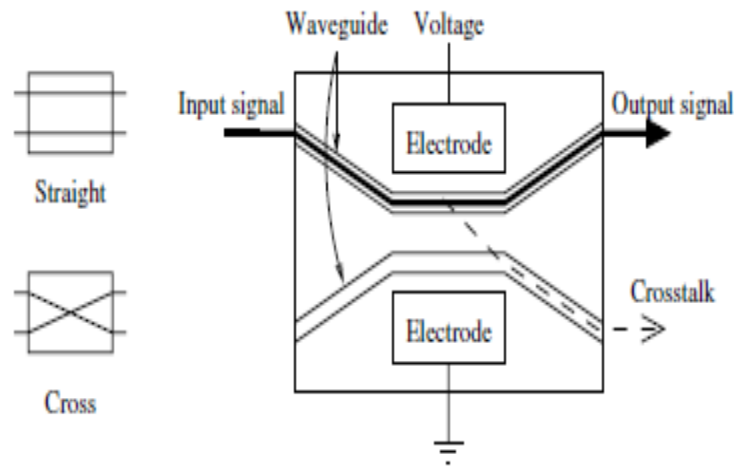 Waveguide
Voltage
Input signal
Output signal
Electrode
Straight
Crosstalk
Electrode
Cross